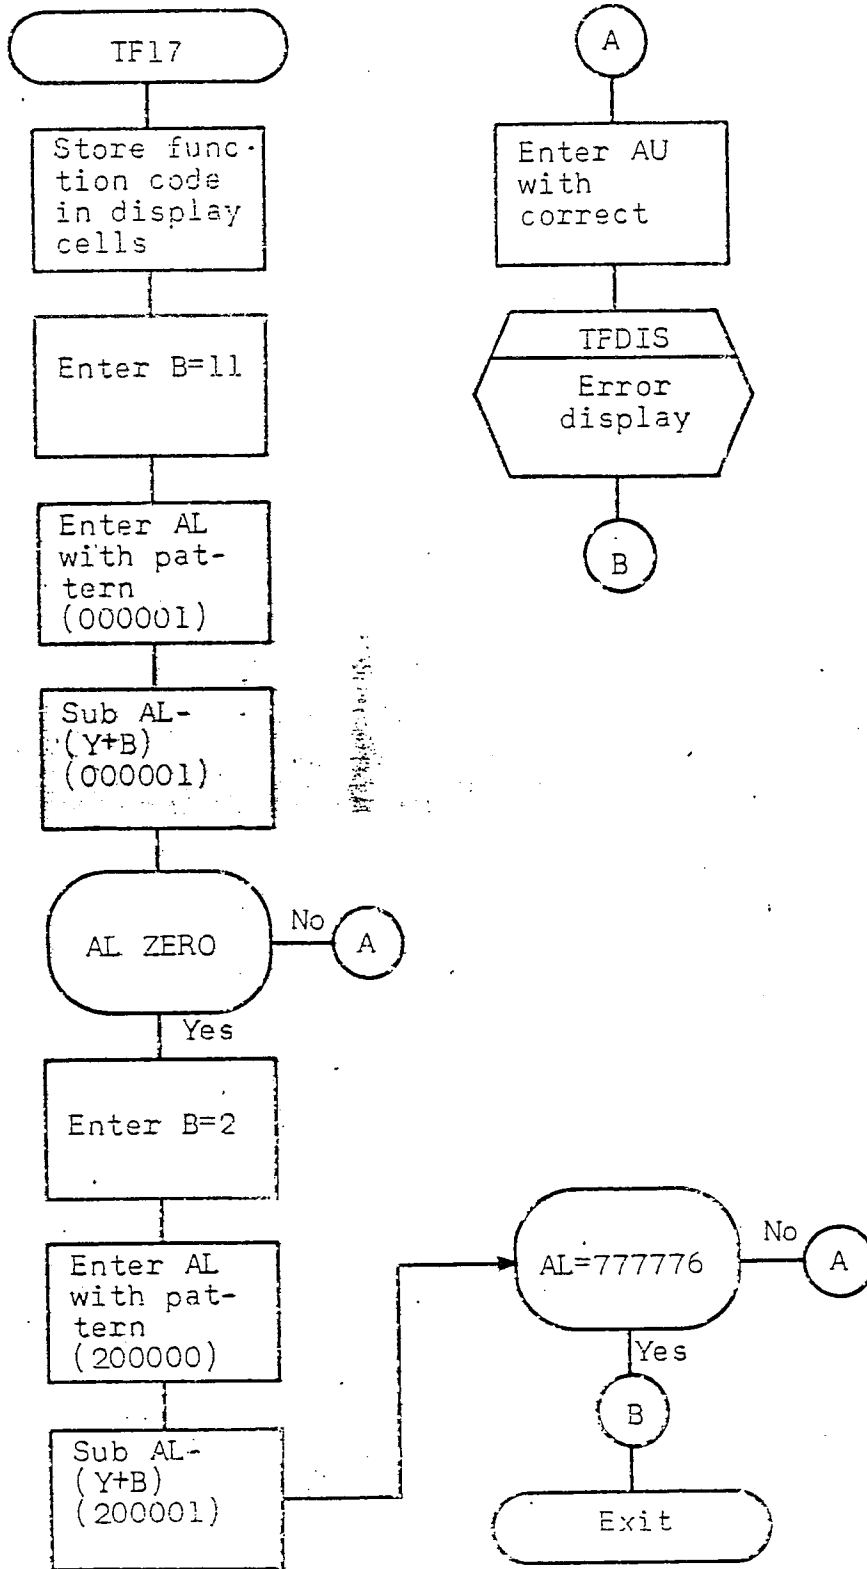 TF17
Store func-
tion code
in display
cells
Enter B=11
Enter AL
with pat-
tern
(000001)
Sub AL-
(Y+B)
(000001)
AL ZERO
No
A
Yes
Enter B=2
Enter AL
with pat-
tern
(200000)
Sub AL-
(Y+B)
(200001)
A
Enter AU
with
correct
TFDIS
Error
display
B
AL=777776
No
A
Yes
B
Exit